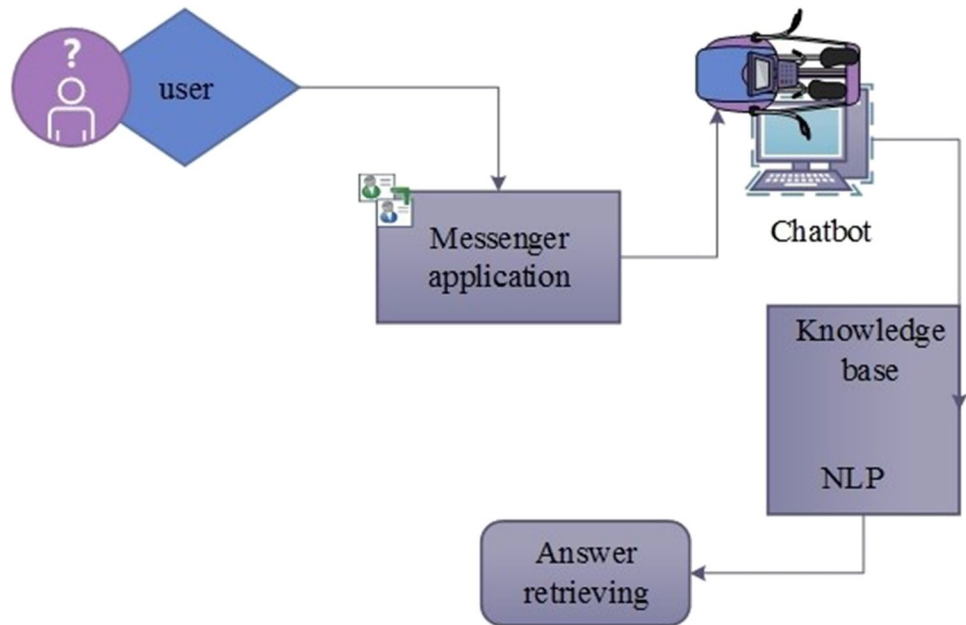 ?
user
Messenger
application
Chatbot
Knowledge
base
NLP
Answer
retrieving